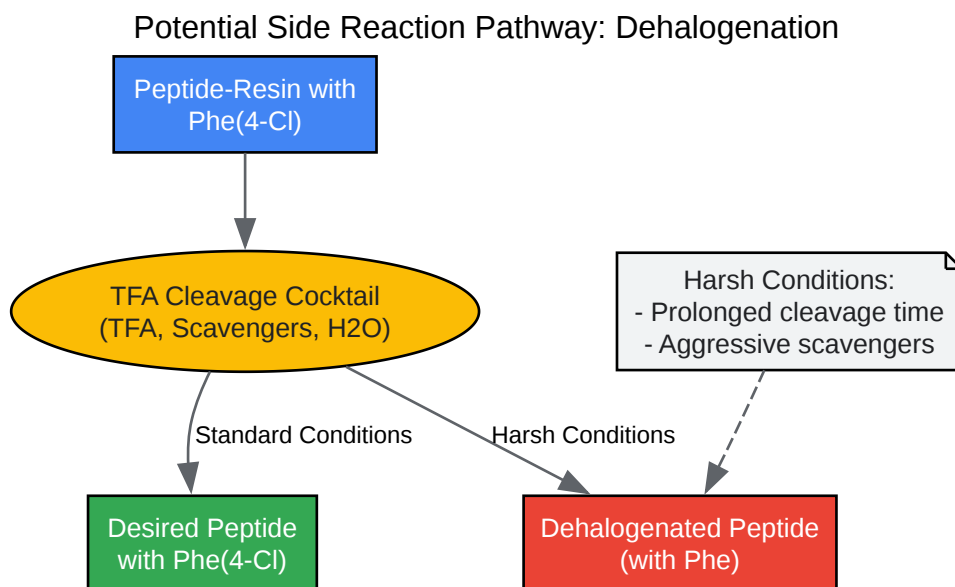 Potential Side Reaction Pathway: Dehalogenation
Peptide-Resin with
Phe(4-Cl)
TFA Cleavage Cocktail
(TFA, Scavengers, H2O)
Harsh Conditions:
- Prolonged cleavage time
- Aggressive scavengers
Standard Conditions
Harsh Conditions
Desired Peptide
with Phe(4-Cl)
Dehalogenated Peptide
(with Phe)